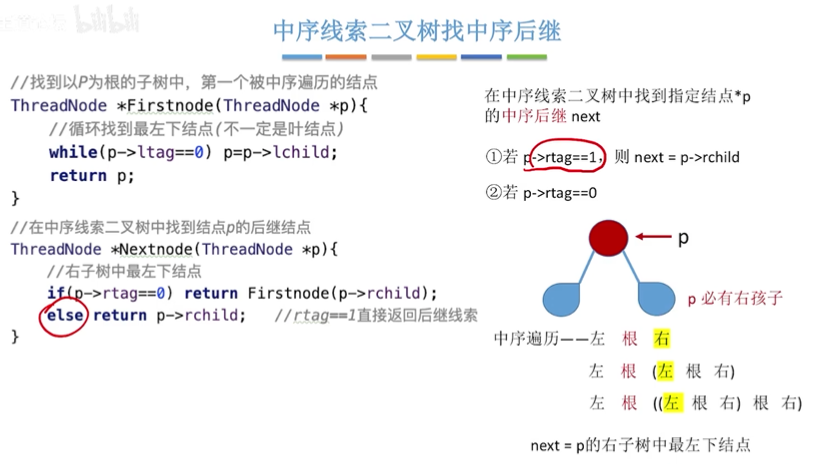 中序线索二叉树找中序后继
//找到以P为根的子树中，第一个被中序遍历的结点
ThreadNode *Firstnode(ThreadNode *p){
//循环找到最左下结点(不一定是叶结点)
while(p->ltag==0) p=p->lchild;
return p;
}
//在中序线索二叉树中找到结点p的后继结点
ThreadNode *Nextnode(ThreadNode *p){
//右子树中最左下结点
if(p->rtag==0) return Firstnode(p->rchild);
else return p->rchild; //rtag==1直接返回后继线索
}
在中序线索二叉树中找到指定结点*p
的中序后继 next
①若 p->rtag==1，则 next = p->rchild
②若 p->rtag==0
p
p 必有右孩子
中序遍历——左 根 右
左 根 (左 根 右)
左 根 ((左 根 右) 根 右)
next = p的右子树中最左下结点